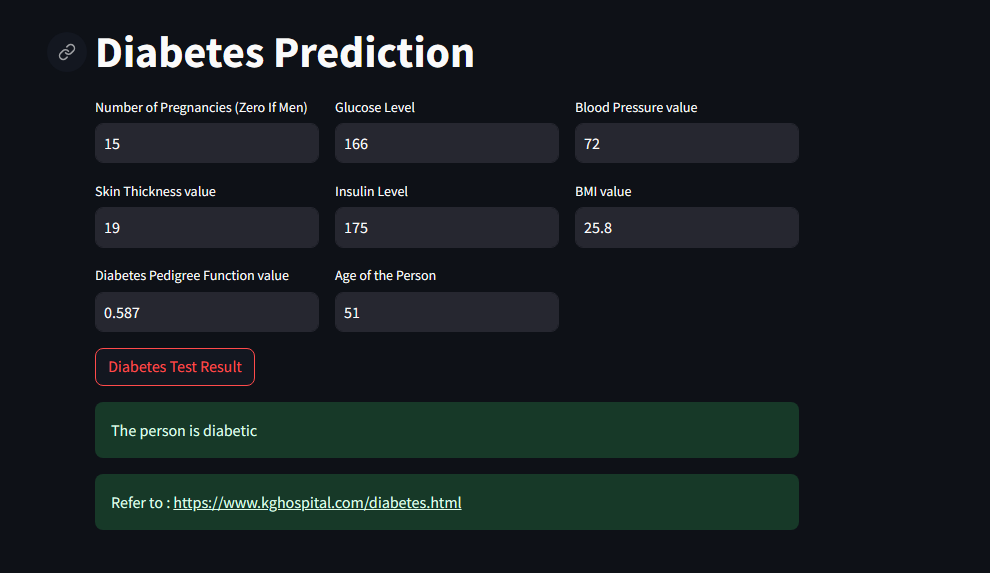 Diabetes Prediction
Number of Pregnancies (Zero If Men) Glucose Level Blood Pressure value
15 166 72
Skin Thickness value Insulin Level BMI value
19 175 25.8
Diabetes Pedigree Function value Age of the Person
0.587 51
Diabetes Test Result
The person is diabetic
Refer to : https://www.kghospital.com/diabetes.html